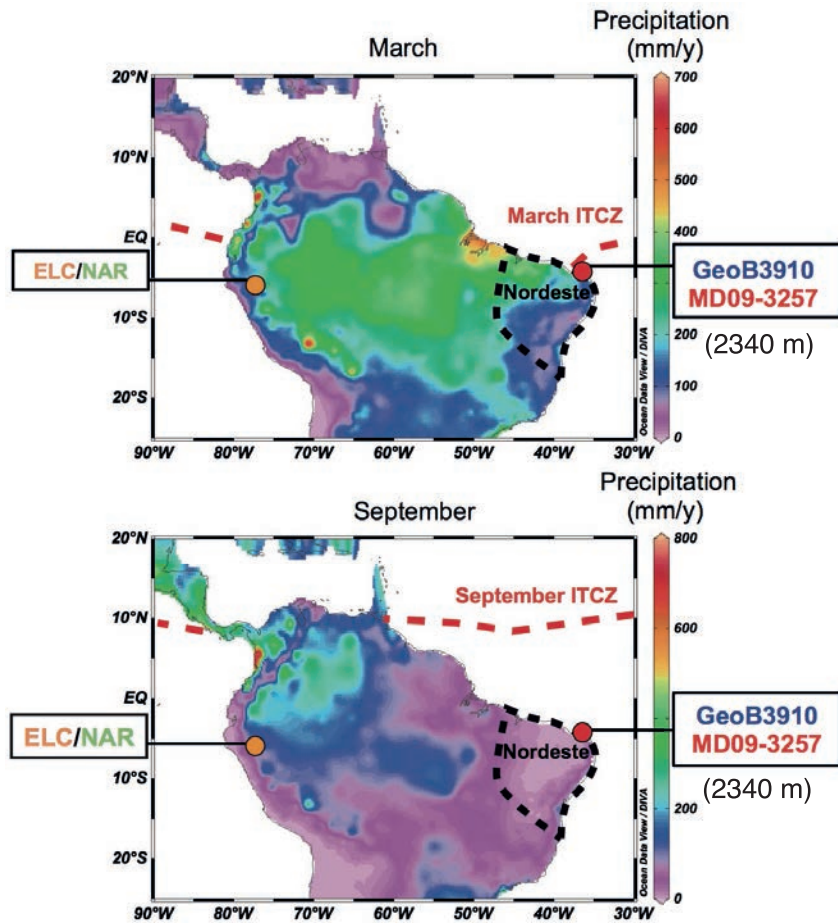 Precipitation
(mm/y)
March
20°N
10°N
EQ
10°S
20°S
90°W
80°W
70°W
60°W
50°W
40°W
30°W
700
600
500
400
200
100
0
March ITCZ
ELC/NAR
Nordeste
GeoB3910
MD09-3257
(2340 m)
Ocean Data View / DIVA
Precipitation
(mm/y)
September
20°N
10°N
EQ
10°S
20°S
90°W
80°W
70°W
60°W
50°W
40°W
30°W
800
600
200
0
September ITCZ
ELC/NAR
Nordeste
GeoB3910
MD09-3257
(2340 m)
Ocean Data View / DIVA